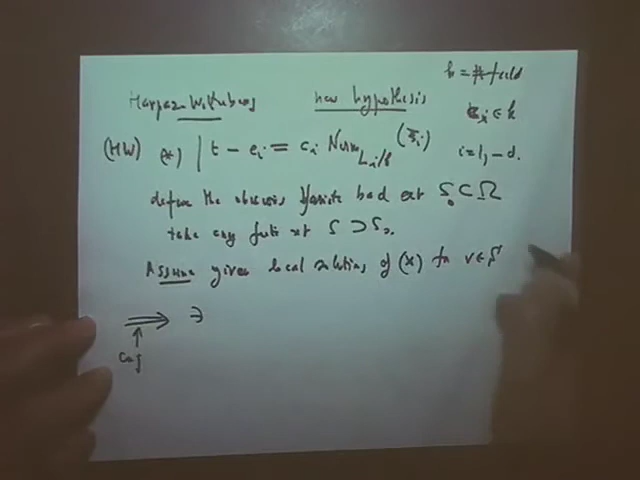 Harpaz Wittenberg new hypothesis k = # field
(HW) (*) | t - e_i = c_i Norm_{L_i/k} (Ξ_i) e_i ∈ k
i = 1, - d.
define the obvious finite bad set S_0 ⊂ Ω
take any finite set S ⊃ S_0.
Assume given local solutions of (*) for v ∈ S
⟹ ∃
Conj